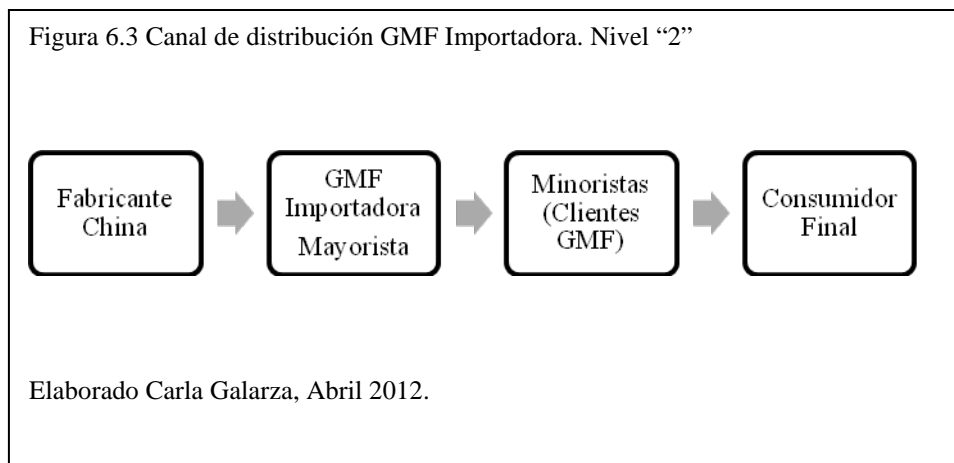 Figura 6.3 Canal de distribución GMF Importadora. Nivel “2”
Fabricante
China
GMF
Importadora
Mayorista
Minoristas
(Clientes
GMF)
Consumidor
Final
Elaborado Carla Galarza, Abril 2012.